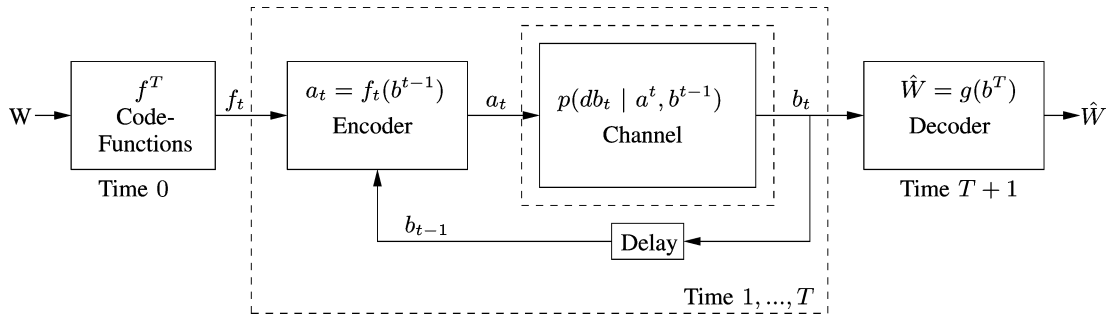 W
f^T
Code-
Functions
Time 0
f_t
a_t = f_t(b^{t-1})
Encoder
a_t
p(db_t | a^t, b^{t-1})
Channel
b_t
Ŵ = g(b^T)
Decoder
Time T + 1
Ŵ
b_{t-1}
Delay
Time 1, ..., T